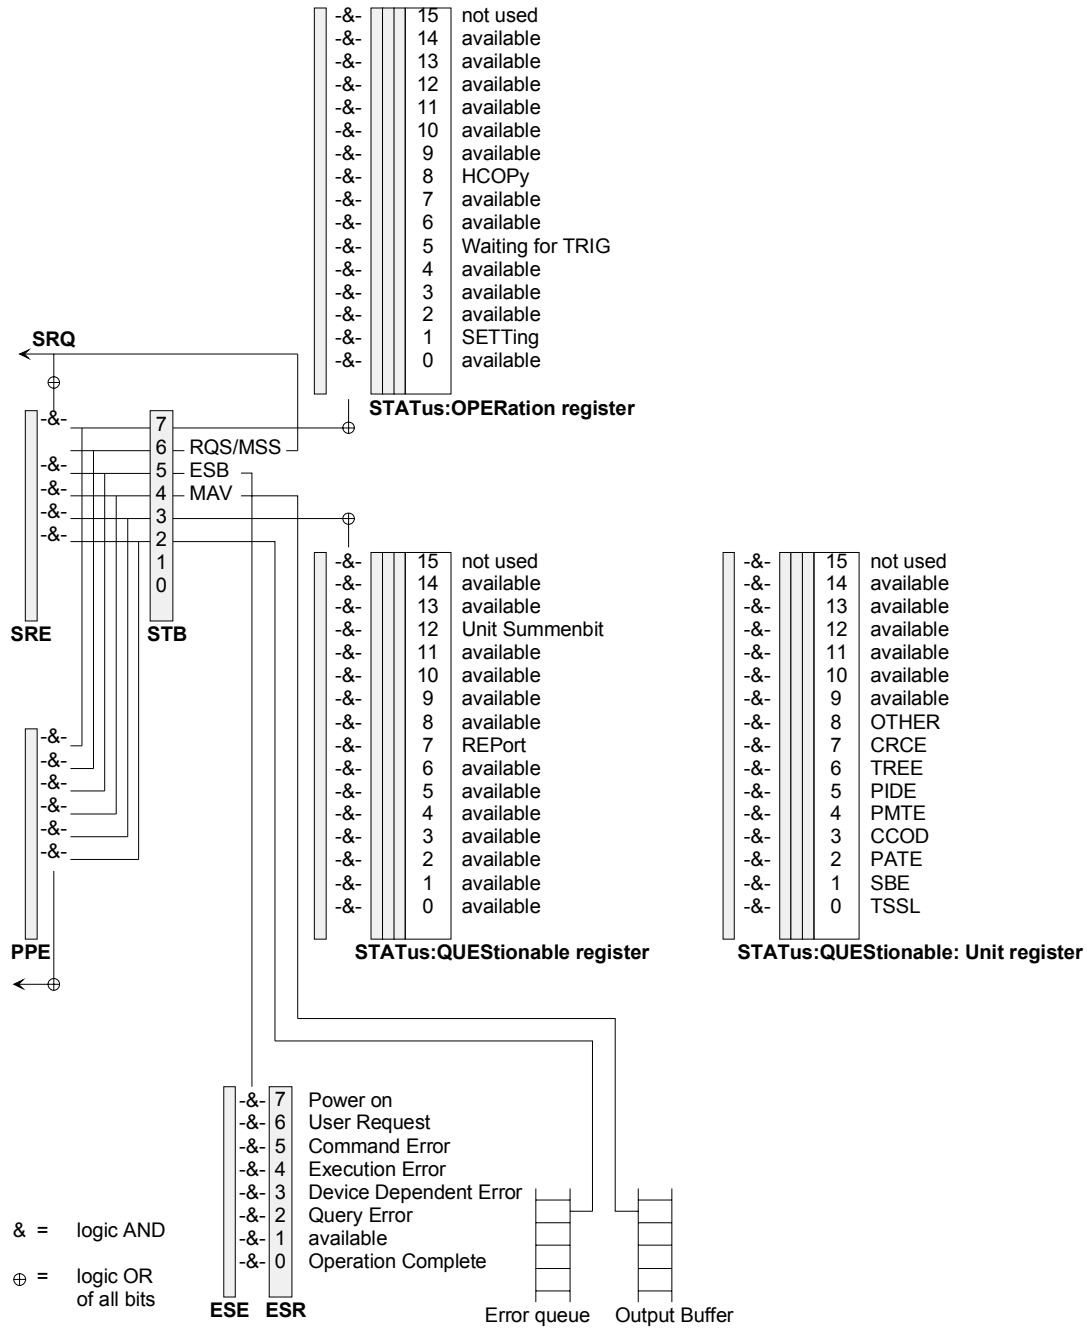 -&- 15 not used
-&- 14 available
-&- 13 available
-&- 12 available
-&- 11 available
-&- 10 available
-&- 9 available
-&- 8 HCOPy
-&- 7 available
-&- 6 available
-&- 5 Waiting for TRIG
-&- 4 available
-&- 3 available
-&- 2 available
-&- 1 SETTing
-&- 0 available
STATus:OPERation register
SRQ
-&- 7
6 RQS/MSS
-&- 5 ESB
-&- 4 MAV
-&- 3
-&- 2
1
0
SRE STB
-&- 15 not used
-&- 14 available
-&- 13 available
-&- 12 Unit Summenbit
-&- 11 available
-&- 10 available
-&- 9 available
-&- 8 available
-&- 7 REPort
-&- 6 available
-&- 5 available
-&- 4 available
-&- 3 available
-&- 2 available
-&- 1 available
-&- 0 available
STATus:QUEStionable register
-&- 15 not used
-&- 14 available
-&- 13 available
-&- 12 available
-&- 11 available
-&- 10 available
-&- 9 available
-&- 8 OTHER
-&- 7 CRCE
-&- 6 TREE
-&- 5 PIDE
-&- 4 PMTE
-&- 3 CCOD
-&- 2 PATE
-&- 1 SBE
-&- 0 TSSL
STATus:QUEStionable: Unit register
-&-
-&-
-&-
-&-
-&-
-&-
PPE
-&- 7 Power on
-&- 6 User Request
-&- 5 Command Error
-&- 4 Execution Error
-&- 3 Device Dependent Error
-&- 2 Query Error
-&- 1 available
-&- 0 Operation Complete
ESE ESR
Error queue
Output Buffer
& = logic AND
⊕ = logic OR
of all bits